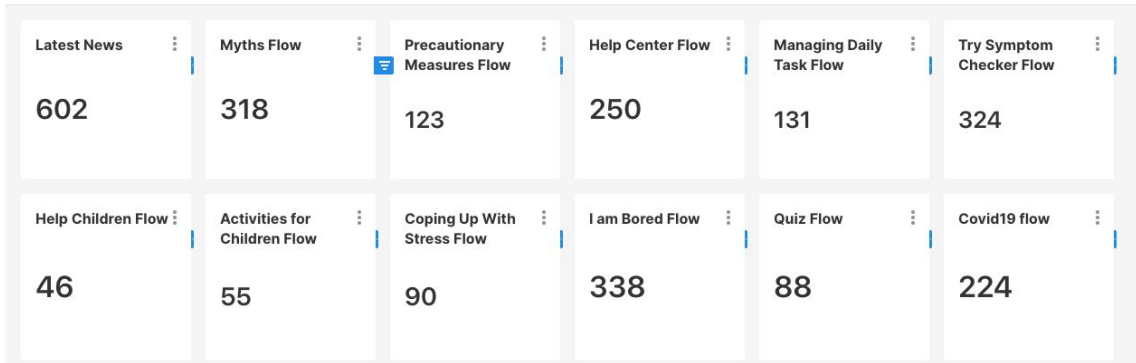 Latest News
602
Myths Flow
318
Precautionary
Measures Flow
123
Help Center Flow
250
Managing Daily
Task Flow
131
Try Symptom
Checker Flow
324
Help Children Flow
46
Activities for
Children Flow
55
Coping Up With
Stress Flow
90
I am Bored Flow
338
Quiz Flow
88
Covid19 flow
224